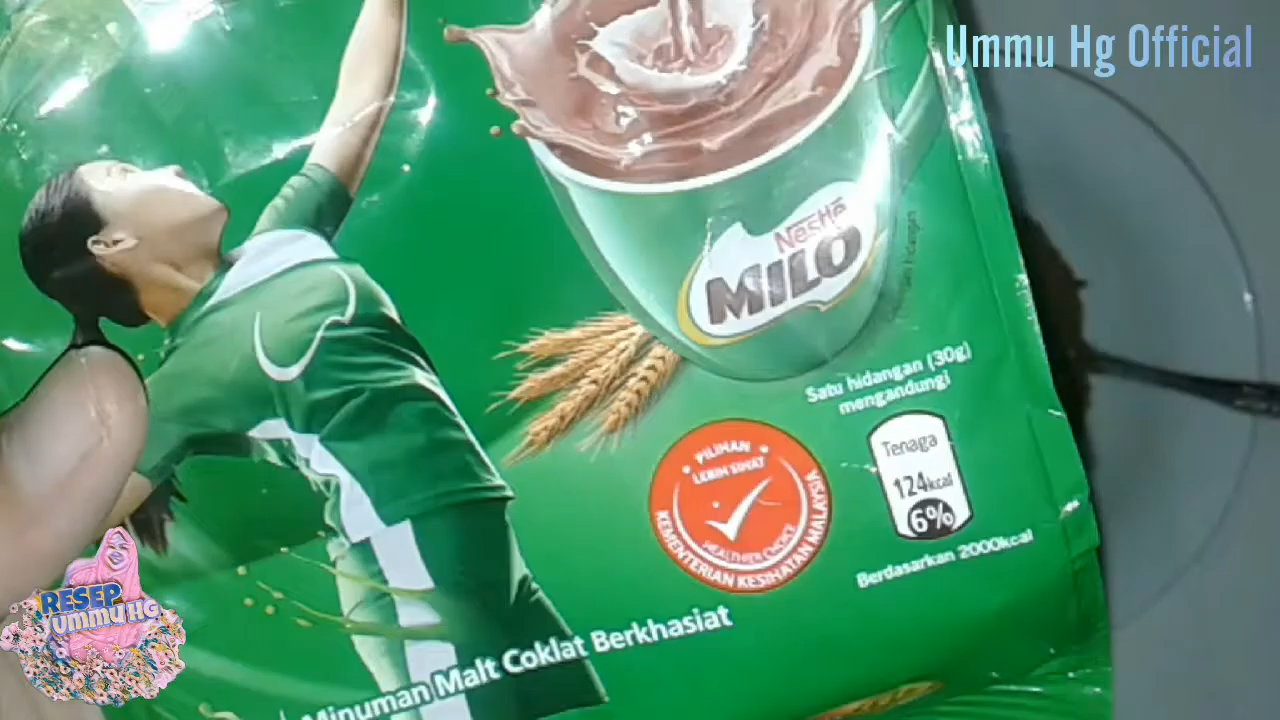 Ummu Hg Official
Nestlé
MILO
Satu hidangan (30g)
mengandungi
Tenaga
124kcal
6%
Berdasarkan 2000kcal
PILIHAN
LEBIH SIHAT
HEALTHIER CHOICE
KEMENTERIAN KESIHATAN MALAYSIA
Minuman Malt Coklat Berkhasiat
RESEP
UMMU HG